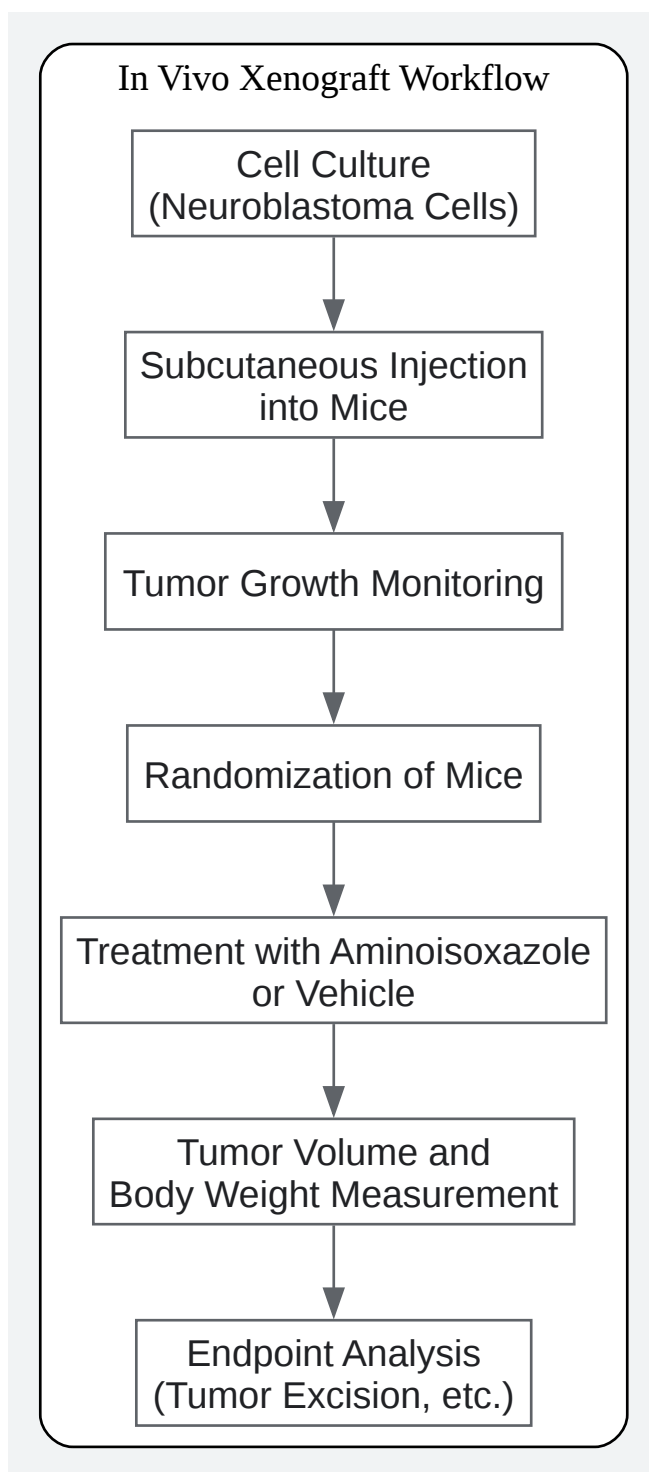 In Vivo Xenograft Workflow
Cell Culture
(Neuroblastoma Cells)
Subcutaneous Injection
into Mice
Tumor Growth Monitoring
Randomization of Mice
Treatment with Aminoisoxazole
or Vehicle
Tumor Volume and
Body Weight Measurement
Endpoint Analysis
(Tumor Excision, etc.)